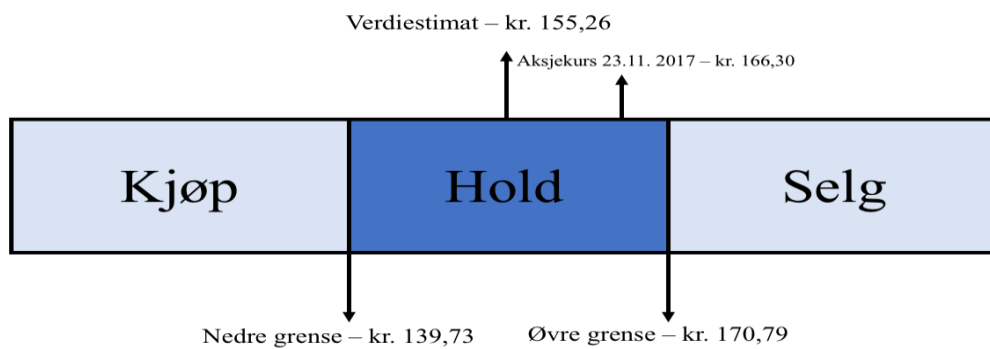 Verdiestimat – kr. 155,26
Aksjekurs 23.11. 2017 – kr. 166,30
Kjøp
Hold
Selg
Nedre grense – kr. 139,73
Øvre grense – kr. 170,79